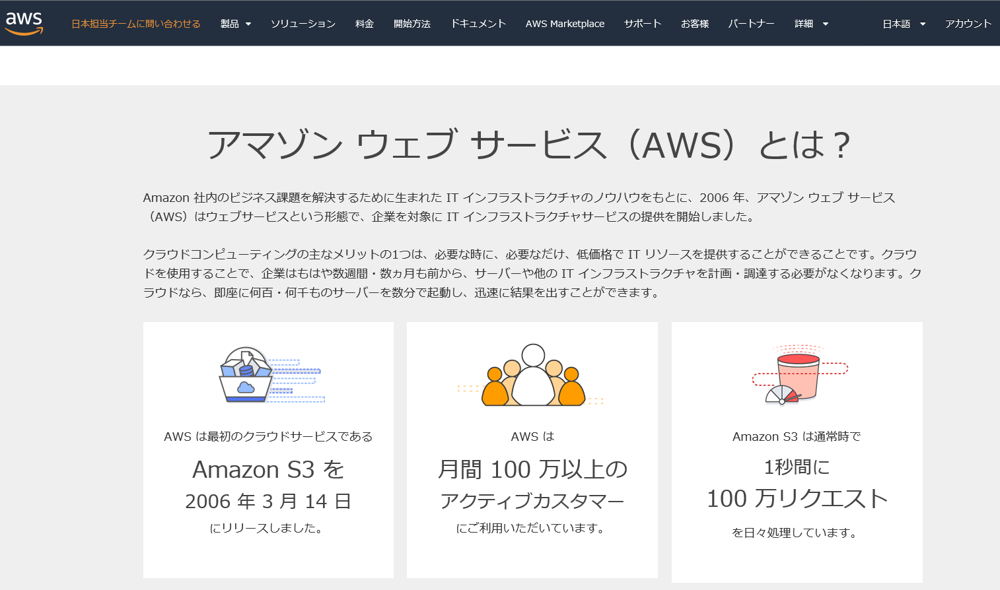 aws
日本担当チームに問い合わせる 製品 ソリューション 料金 開始方法 ドキュメント AWS Marketplace サポート お客様 パートナー 詳細 日本語 アカウント
アマゾン ウェブ サービス（AWS）とは？
Amazon 社内のビジネス課題を解決するために生まれた IT インフラストラクチャのノウハウをもとに、2006 年、アマゾン ウェブ サービス
（AWS）はウェブサービスという形態で、企業を対象に IT インフラストラクチャサービスの提供を開始しました。
クラウドコンピューティングの主なメリットの1つは、必要な時に、必要なだけ、低価格で IT リソースを提供することができることです。クラウ
ドを使用することで、企業はもはや数週間・数ヵ月も前から、サーバーや他の IT インフラストラクチャを計画・調達する必要がなくなります。ク
ラウドなら、即座に何百・何千ものサーバーを数分で起動し、迅速に結果を出すことができます。
AWS は最初のクラウドサービスである
Amazon S3 を
2006 年 3 月 14 日
にリリースしました。
AWS は
月間 100 万以上の
アクティブカスタマー
にご利用いただいています。
Amazon S3 は通常時で
1秒間に
100 万リクエスト
を日々処理しています。